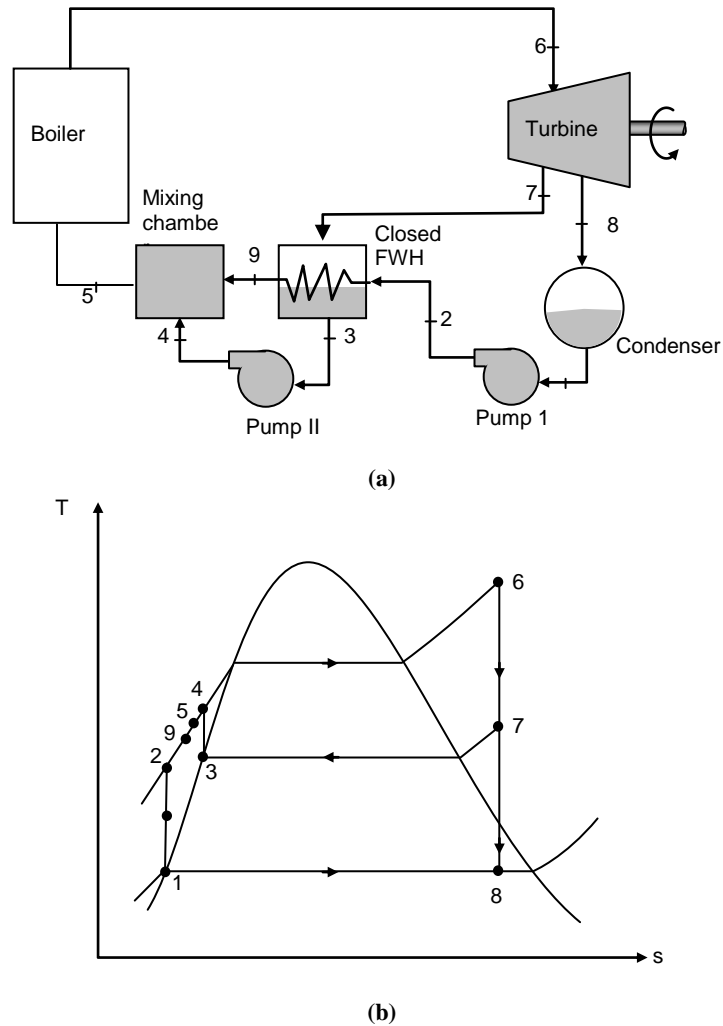 6
Boiler
Turbine
7
8
Mixing
chambe
Closed
FWH
9
5
4
3
2
Condenser
Pump II
Pump 1
(a)
T
6
4
5
9
2
3
7
1
8
s
(b)